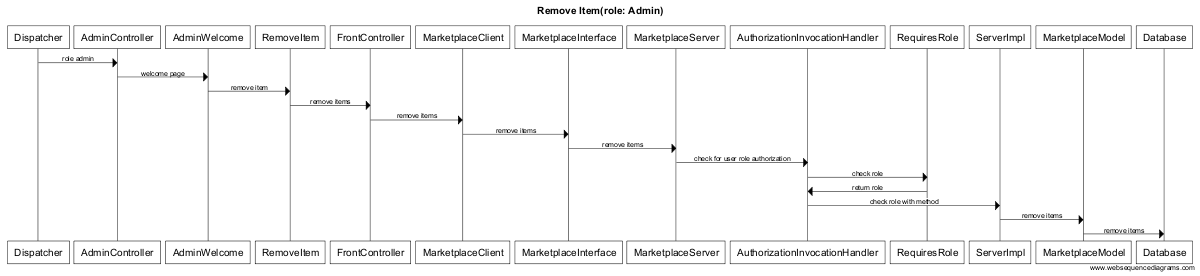 Remove Item(role: Admin)
Dispatcher AdminController AdminWelcome RemoveItem FrontController MarketplaceClient MarketplaceInterface MarketplaceServer AuthorizationInvocationHandler RequiresRole ServerImpl MarketplaceModel Database
role admin
welcome page
remove item
remove items
remove items
remove items
remove items
check for user role authorization
check role
return role
check role with method
remove items
remove items
Dispatcher AdminController AdminWelcome RemoveItem FrontController MarketplaceClient MarketplaceInterface MarketplaceServer AuthorizationInvocationHandler RequiresRole ServerImpl MarketplaceModel Database
www.websequencediagrams.com